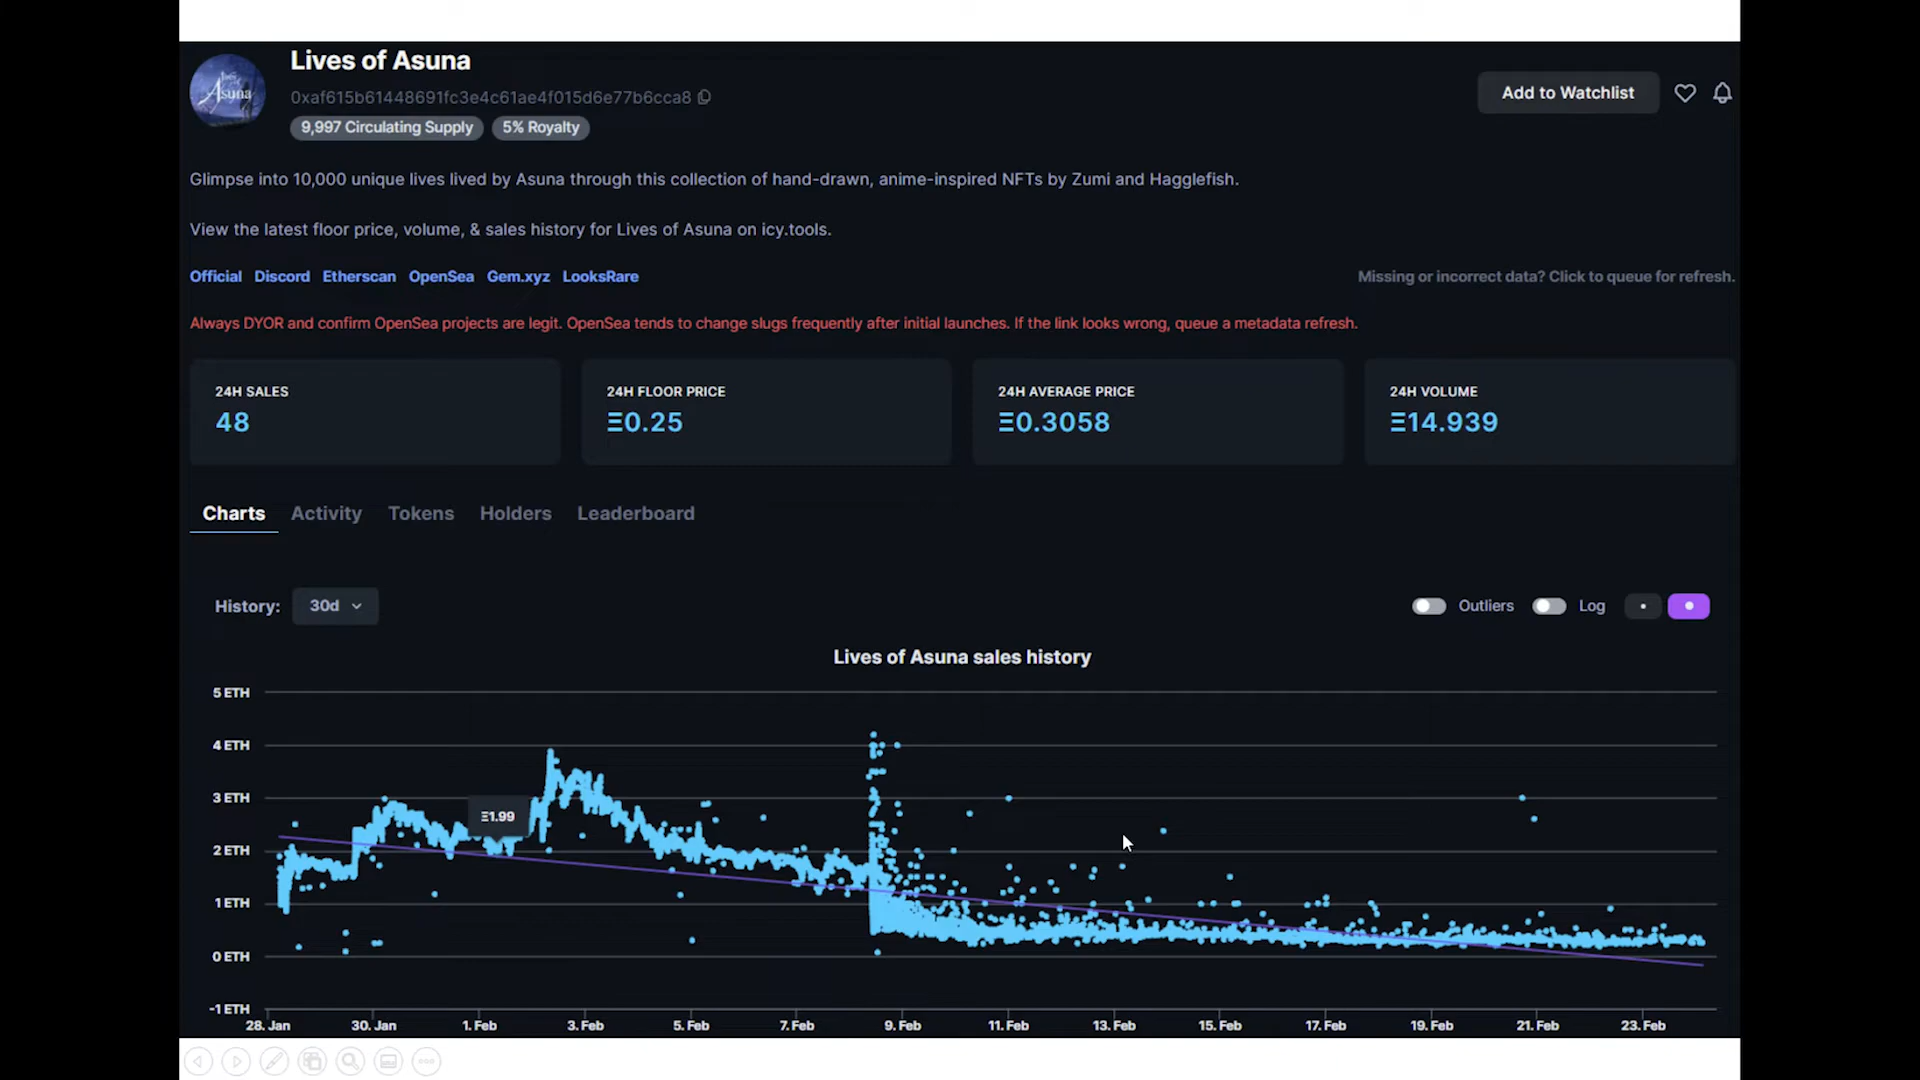 Lives of Asuna
Asuna
0xaf615b61448691fc3e4c61ae4f015d6e77b6cca8
9,997 Circulating Supply 5% Royalty
Add to Watchlist
Glimpse into 10,000 unique lives lived by Asuna through this collection of hand-drawn, anime-inspired NFTs by Zumi and Hagglefish.
View the latest floor price, volume, & sales history for Lives of Asuna on icy.tools.
Official Discord Etherscan OpenSea Gem.xyz LooksRare
Missing or incorrect data? Click to queue for refresh.
Always DYOR and confirm OpenSea projects are legit. OpenSea tends to change slugs frequently after initial launches. If the link looks wrong, queue a metadata refresh.
24H SALES
48
24H FLOOR PRICE
Ξ0.25
24H AVERAGE PRICE
Ξ0.3058
24H VOLUME
Ξ14.939
Charts Activity Tokens Holders Leaderboard
History: 30d
Outliers Log
Lives of Asuna sales history
5 ETH
4 ETH
3 ETH
Ξ1.99
2 ETH
1 ETH
0 ETH
-1 ETH
28. Jan 30. Jan 1. Feb 3. Feb 5. Feb 7. Feb 9. Feb 11. Feb 13. Feb 15. Feb 17. Feb 19. Feb 21. Feb 23. Feb